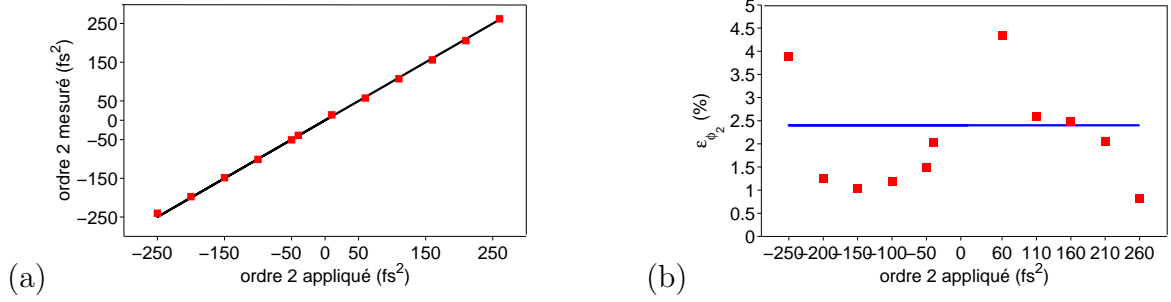 250
150
50
0
−50
−150
−250
ordre 2 mesuré (fs²)
−250 −150 −50 0 50 150 250
ordre 2 appliqué (fs²)
(a)
5
4.5
4
3.5
3
2.5
2
1.5
1
0.5
0
ε_ϕ₂ (%)
−250 −200 −150 −100 −50 0 60 110 160 210 260
ordre 2 appliqué (fs²)
(b)